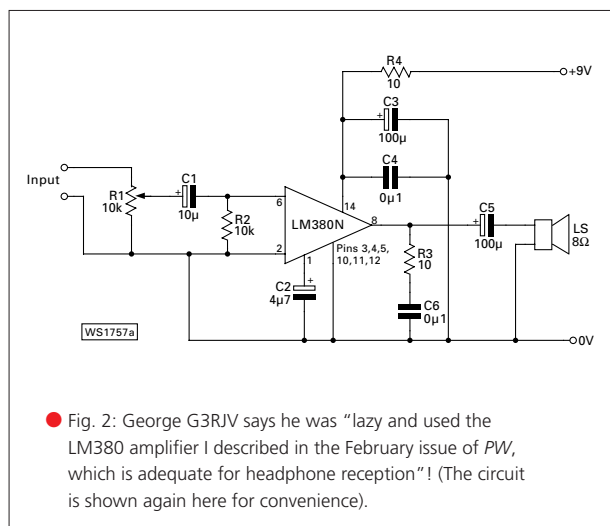 R4
10
+9V
C3
+
100µ
C4
0µ1
Input
R1
10k
C1
+
10µ
R2
10k
6
2
14
LM380N
8
1
Pins 3,4,5,
10,11,12
C2
+
4µ7
R3
10
C6
0µ1
C5
+
100µ
LS
8Ω
WS1757a
0V
Fig. 2: George G3RJV says he was “lazy and used the
LM380 amplifier I described in the February issue of PW,
which is adequate for headphone reception”! (The circuit
is shown again here for convenience).